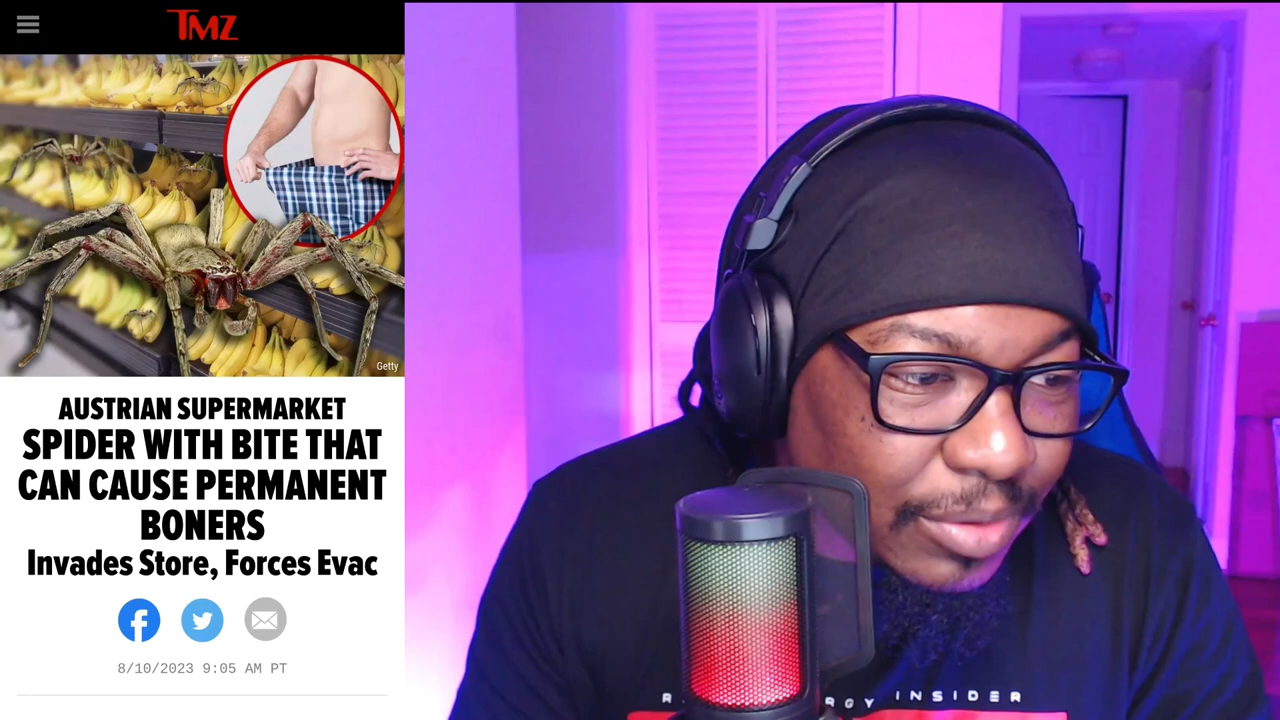 TMZ
Getty
AUSTRIAN SUPERMARKET
SPIDER WITH BITE THAT
CAN CAUSE PERMANENT
BONERS
Invades Store, Forces Evac
8/10/2023 9:05 AM PT
INSIDER